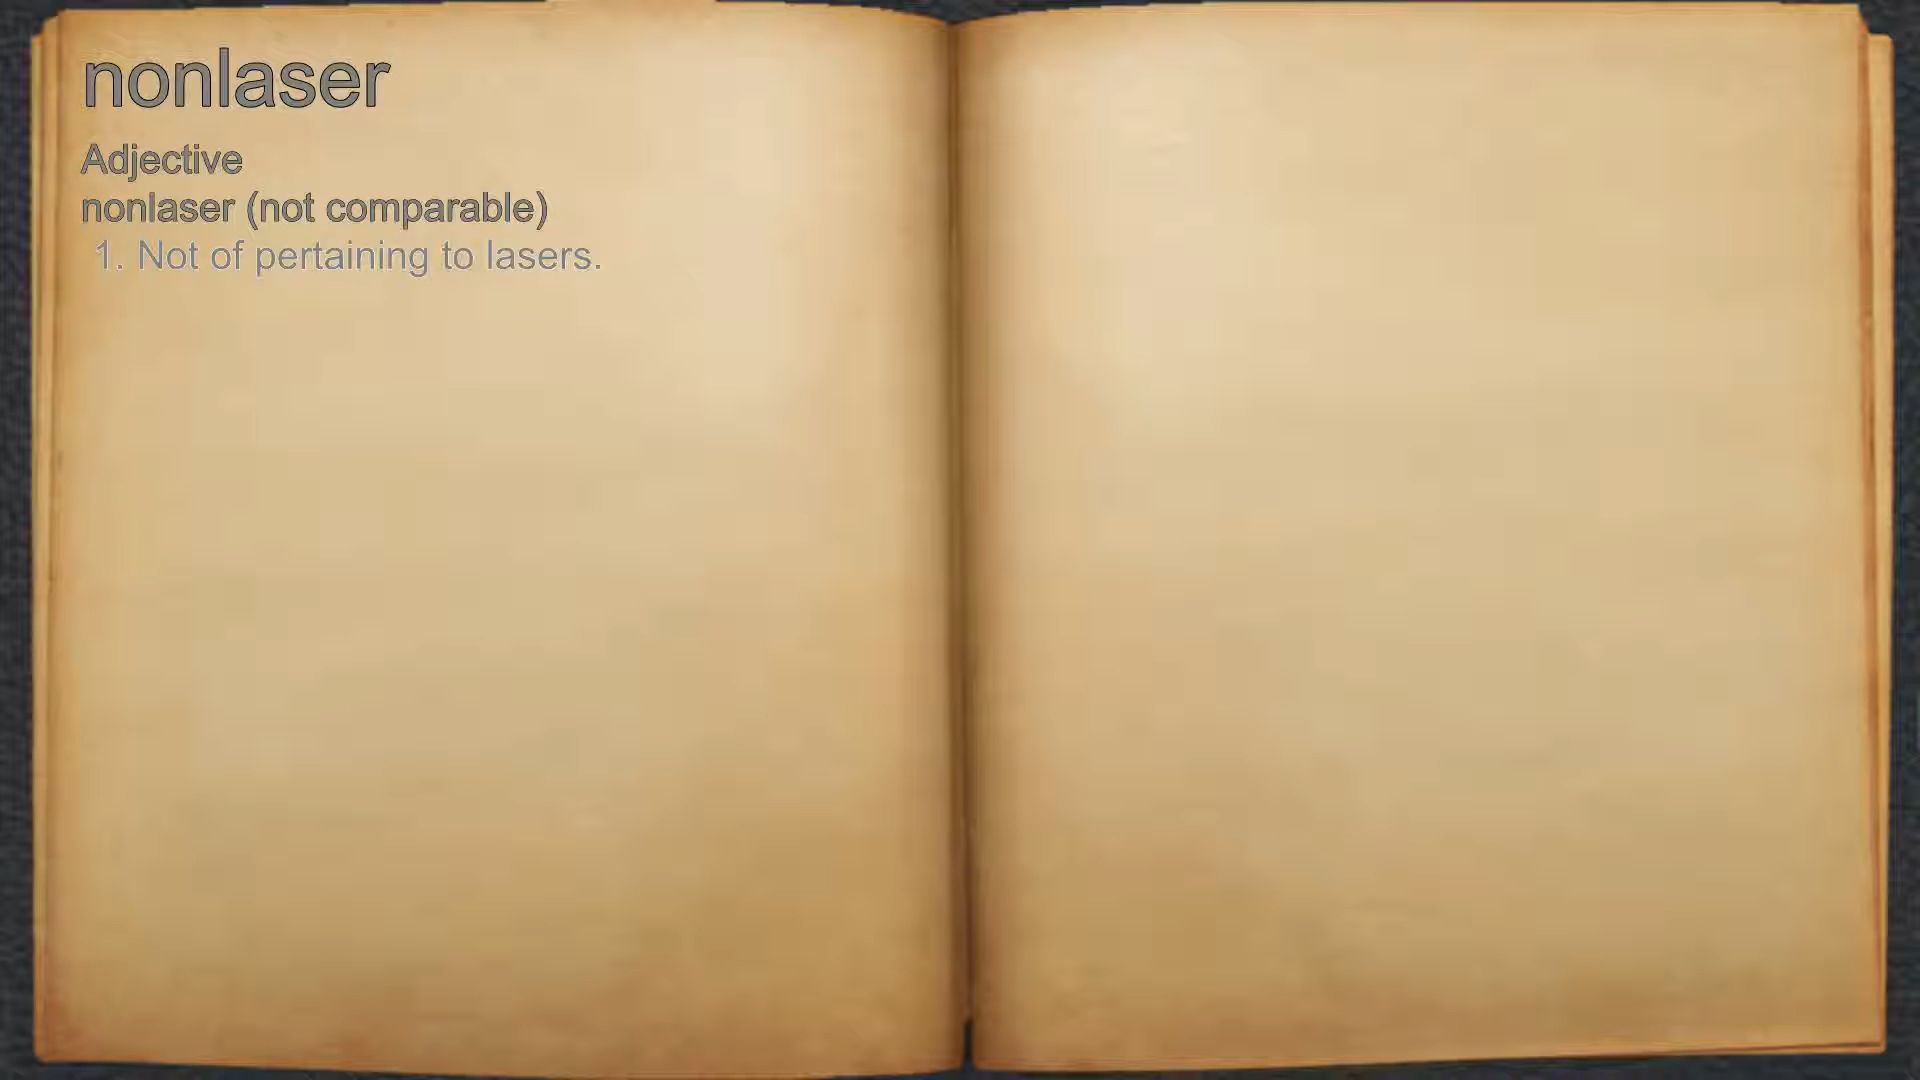 nonlaser
Adjective
nonlaser (not comparable)
1. Not of pertaining to lasers.